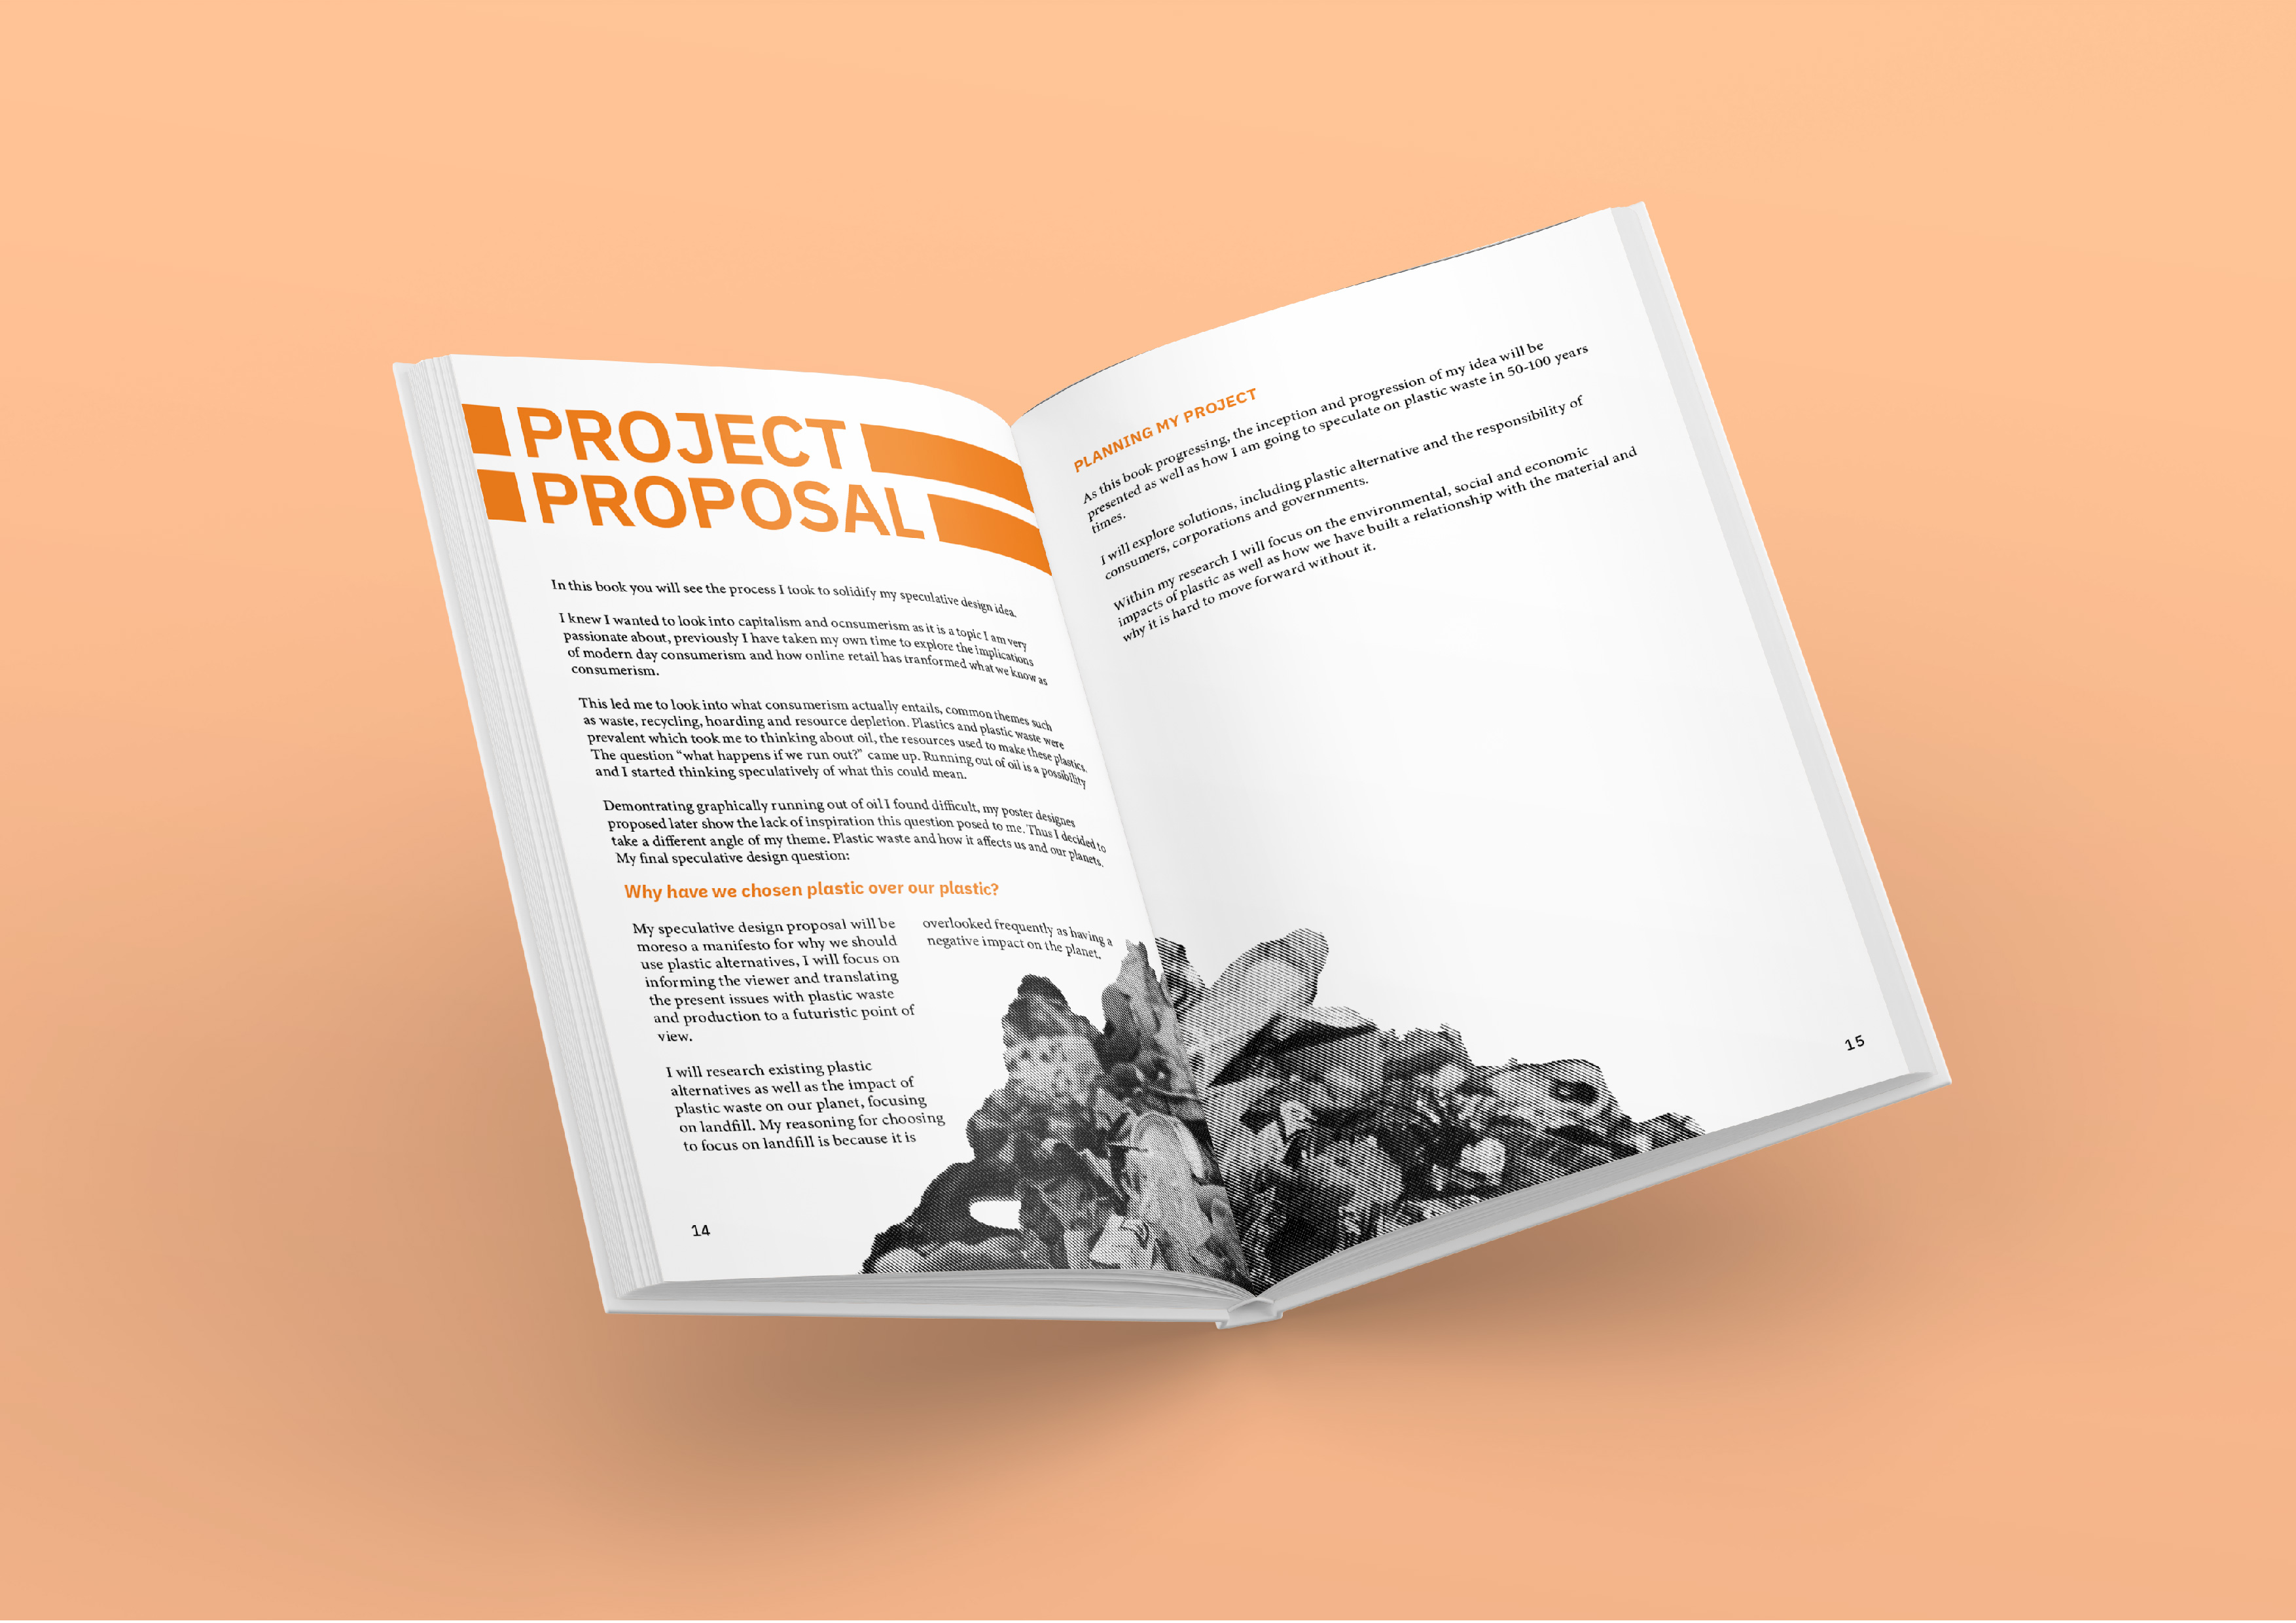 PROJECT
PROPOSAL
In this book you will see the process I took to solidify my speculative design idea.
I knew I wanted to look into capitalism and ocnsumerism as it is a topic I am very
passionate about, previously I have taken my own time to explore the implications
of modern day consumerism and how online retail has tranformed what we know as
consumerism.
This led me to look into what consumerism actually entails, common themes such
as waste, recycling, hoarding and resource depletion. Plastics and plastic waste were
prevalent which took me to thinking about oil, the resources used to make these plastics.
The question “what happens if we run out?” came up. Running out of oil is a possibility
and I started thinking speculatively of what this could mean.
Demontrating graphically running out of oil I found difficult, my poster designes
proposed later show the lack of inspiration this question posed to me. Thus I decided to
take a different angle of my theme. Plastic waste and how it affects us and our planets.
My final speculative design question:
Why have we chosen plastic over our plastic?
My speculative design proposal will be
moreso a manifesto for why we should
use plastic alternatives, I will focus on
informing the viewer and translating
the present issues with plastic waste
and production to a futuristic point of
view.
I will research existing plastic
alternatives as well as the impact of
plastic waste on our planet, focusing
on landfill. My reasoning for choosing
to focus on landfill is because it is
overlooked frequently as having a
negative impact on the planet.
14
PLANNING MY PROJECT
As this book progressing, the inception and progression of my idea will be
presented as well as how I am going to speculate on plastic waste in 50-100 years
times.
I will explore solutions, including plastic alternative and the responsibility of
consumers, corporations and governments.
Within my research I will focus on the environmental, social and economic
impacts of plastic as well as how we have built a relationship with the material and
why it is hard to move forward without it.
15